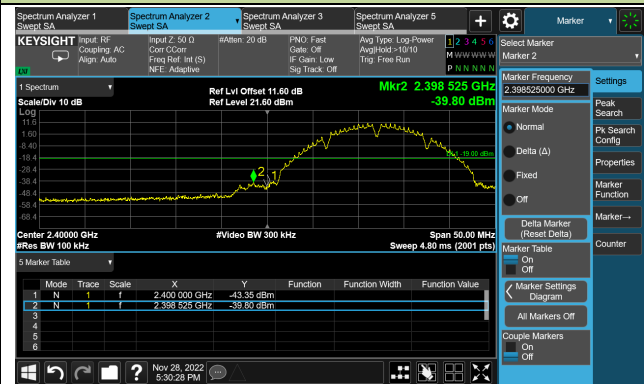 Spectrum Analyzer 1
Swept SA
Spectrum Analyzer 2
Swept SA
Spectrum Analyzer 3
Swept SA
Spectrum Analyzer 5
Swept SA
Marker
KEYSIGHT
Input: RF
Coupling: AC
Align: Auto
Input Z: 50 Ω
Corr CCorr
Freq Ref: Int (S)
NFE: Adaptive
#Atten: 20 dB
PNO: Fast
Gate: Off
IF Gain: Low
Sig Track: Off
Avg Type: Log-Power
Avg|Hold:>10/10
Trig: Free Run
1 2 3 4 5 6
M W W W W W
P N N N N N
Select Marker
Marker 2
1 Spectrum
Scale/Div 10 dB
Log
Ref Lvl Offset 11.60 dB
Ref Level 21.60 dBm
Mkr2 2.398 525 GHz
-39.80 dBm
11.6
1.60
-8.40
-18.4
-28.4
-38.4
-48.4
-58.4
-68.4
-19.00 dBm
2
1
Center 2.40000 GHz
#Res BW 100 kHz
#Video BW 300 kHz
Span 50.00 MHz
Sweep 4.80 ms (2001 pts)
5 Marker Table
Mode Trace Scale X Y Function Function Width Function Value
1 N 1 f 2.400 000 GHz -43.35 dBm
2 N 1 f 2.398 525 GHz -39.80 dBm
3
4
5
6
Marker Frequency
2.398525000 GHz
Marker Mode
Normal
Delta (Δ)
Fixed
Off
Delta Marker
(Reset Delta)
Marker Table
On
Off
Marker Settings
Diagram
All Markers Off
Couple Markers
On
Off
Settings
Peak
Search
Pk Search
Config
Properties
Marker
Function
Marker→
Counter
?
Nov 28, 2022
5:30:28 PM